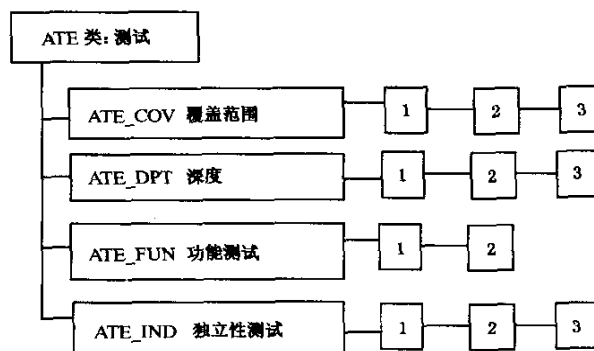 ATE 类:测试
ATE_COV 覆盖范围 1 2 3
ATE_DPT 深度 1 2 3
ATE_FUN 功能测试 1 2
ATE_IND 独立性测试 1 2 3